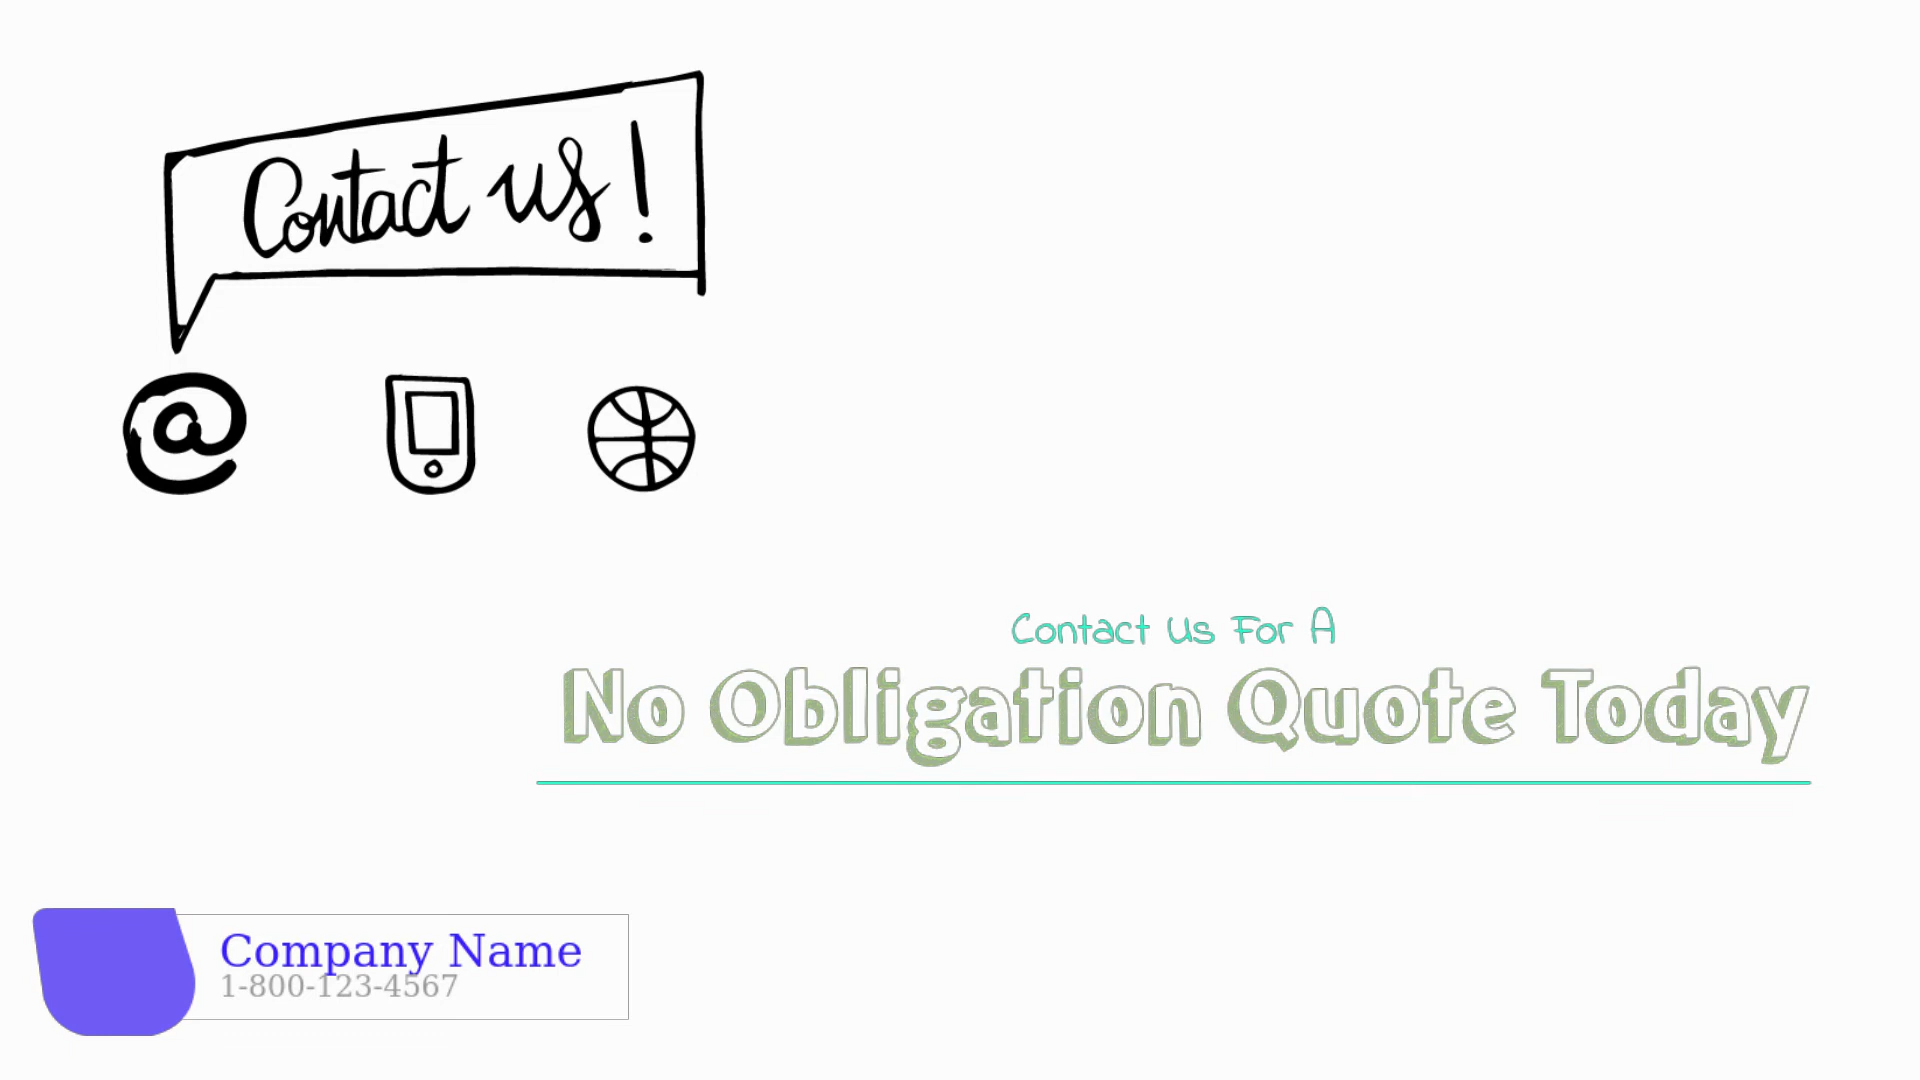 Contact us!
@
Contact Us For A
No Obligation Quote Today
Company Name
1-800-123-4567